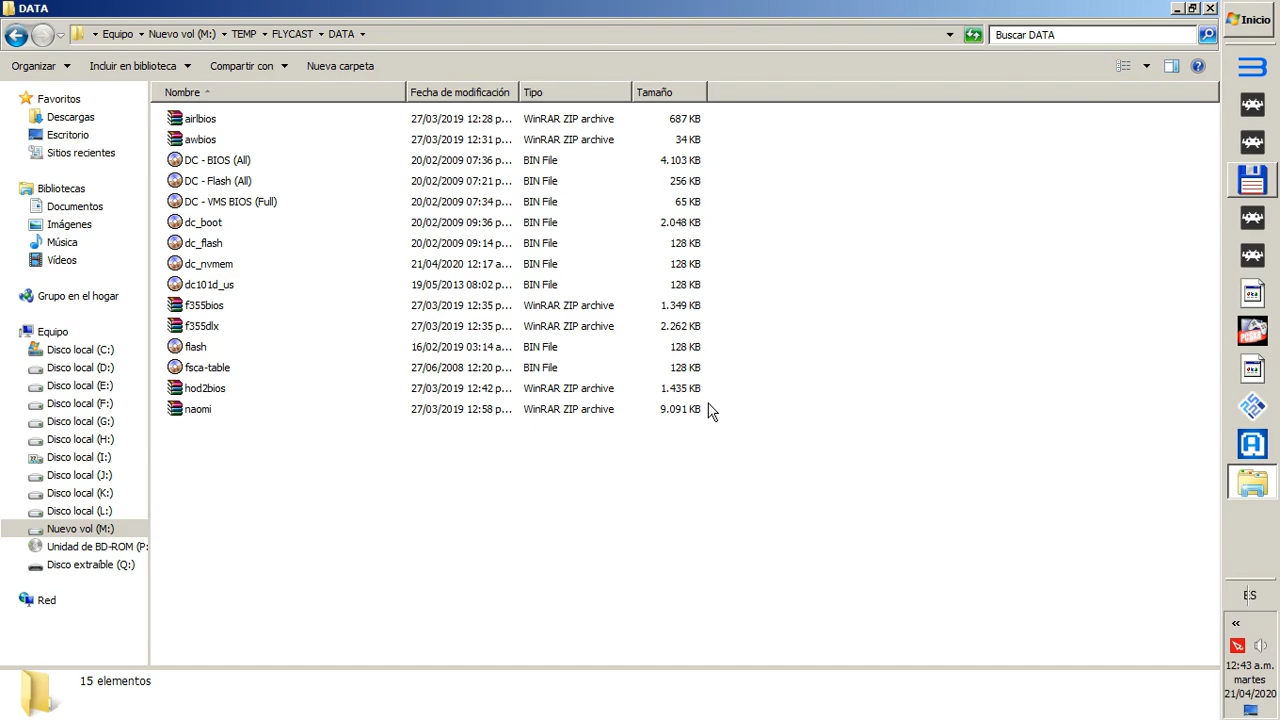 DATA
Equipo Nuevo vol (M:) TEMP FLYCAST DATA
Buscar DATA
Inicio
Organizar Incluir en biblioteca Compartir con Nueva carpeta
Nombre Fecha de modificación Tipo Tamaño
airlbios 27/03/2019 12:28 p... WinRAR ZIP archive 687 KB
awbios 27/03/2019 12:31 p... WinRAR ZIP archive 34 KB
DC - BIOS (All) 20/02/2009 07:36 p... BIN File 4.103 KB
DC - Flash (All) 20/02/2009 07:21 p... BIN File 256 KB
DC - VMS BIOS (Full) 20/02/2009 07:34 p... BIN File 65 KB
dc_boot 20/02/2009 09:36 p... BIN File 2.048 KB
dc_flash 20/02/2009 09:14 p... BIN File 128 KB
dc_nvmem 21/04/2020 12:17 a... BIN File 128 KB
dc101d_us 19/05/2013 08:02 p... BIN File 128 KB
f355bios 27/03/2019 12:35 p... WinRAR ZIP archive 1.349 KB
f355dlx 27/03/2019 12:35 p... WinRAR ZIP archive 2.262 KB
flash 16/02/2019 03:14 a... BIN File 128 KB
fsca-table 27/06/2008 12:20 p... BIN File 128 KB
hod2bios 27/03/2019 12:42 p... WinRAR ZIP archive 1.435 KB
naomi 27/03/2019 12:58 p... WinRAR ZIP archive 9.091 KB
Favoritos
Descargas
Escritorio
Sitios recientes
Bibliotecas
Documentos
Imágenes
Música
Vídeos
Grupo en el hogar
Equipo
Disco local (C:)
Disco local (D:)
Disco local (E:)
Disco local (F:)
Disco local (G:)
Disco local (H:)
Disco local (I:)
Disco local (J:)
Disco local (K:)
Disco local (L:)
Nuevo vol (M:)
Unidad de BD-ROM (P:
Disco extraíble (Q:)
Red
15 elementos
ES
12:43 a.m.
martes
21/04/2020